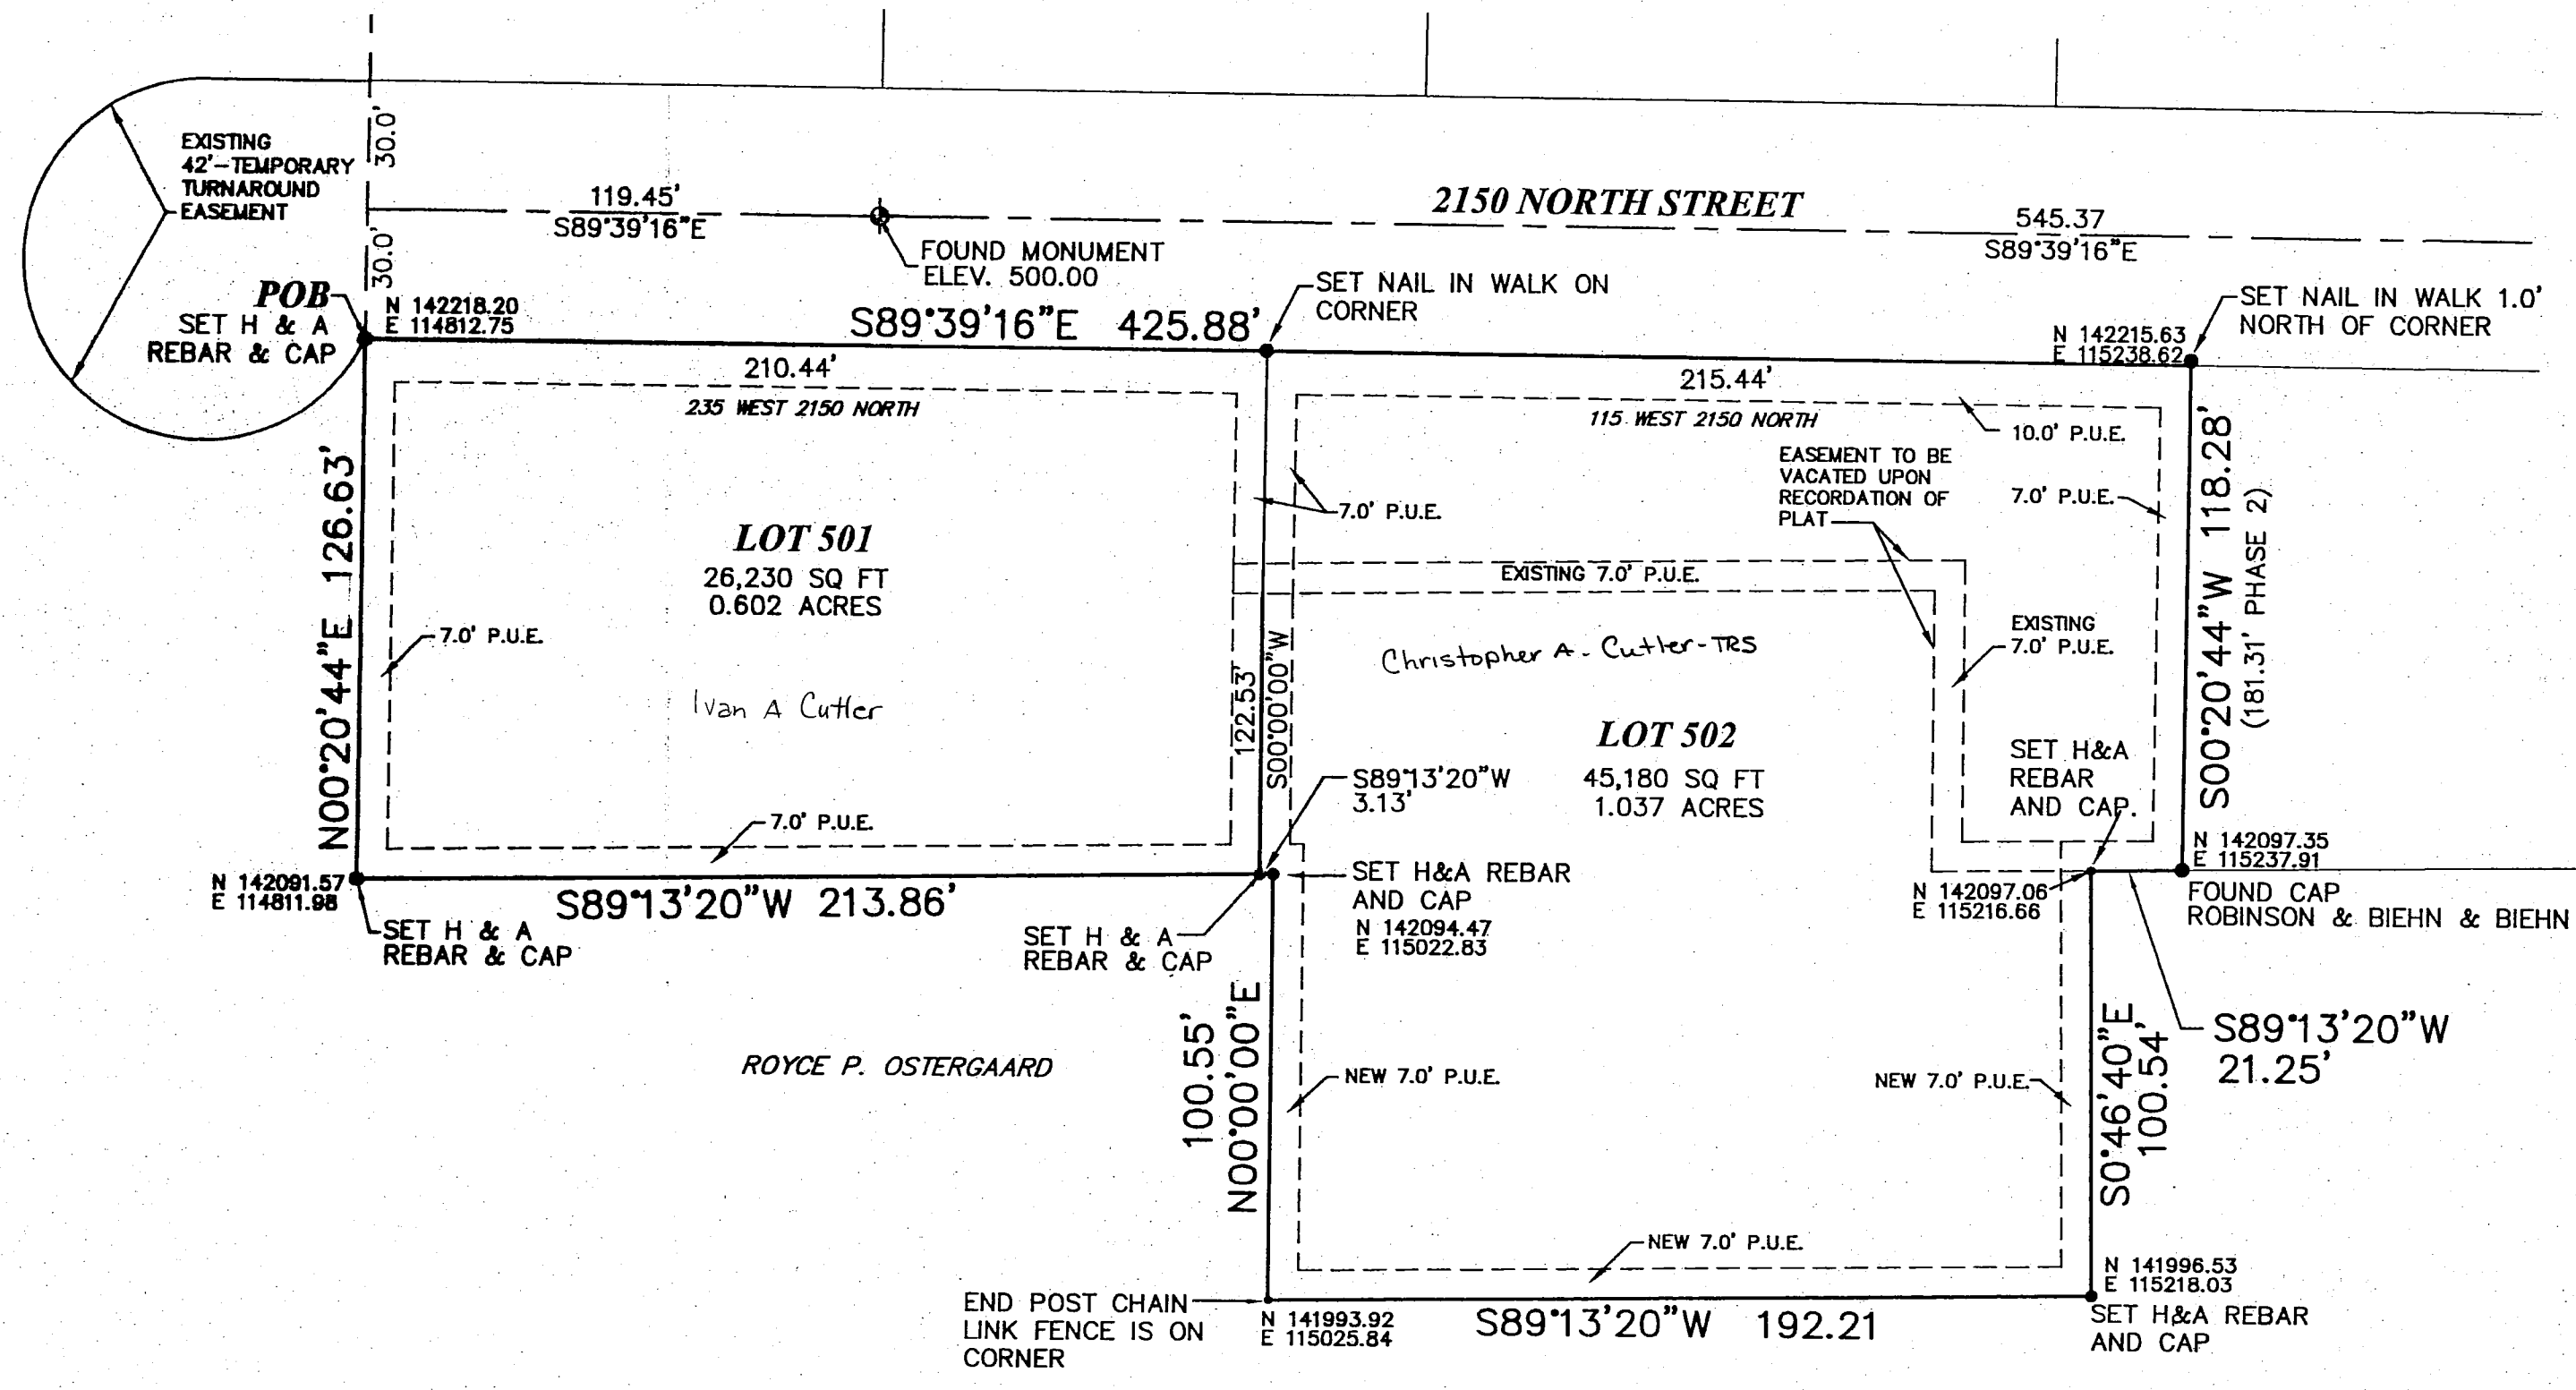 EXISTING
42'-TEMPORARY
TURNAROUND
EASEMENT
30.0'
30.0'
119.45'
S89°39'16"E
FOUND MONUMENT
ELEV. 500.00
2150 NORTH STREET
545.37
S89°39'16"E
POB
SET H & A
REBAR & CAP
N 142218.20
E 114812.75
S89°39'16"E 425.88'
SET NAIL IN WALK ON
CORNER
N 142215.63
E 115238.62
SET NAIL IN WALK 1.0'
NORTH OF CORNER
210.44'
235 WEST 2150 NORTH
215.44'
115 WEST 2150 NORTH
10.0' P.U.E.
EASEMENT TO BE
VACATED UPON
RECORDATION OF
PLAT
7.0' P.U.E.
7.0' P.U.E.
N00°20'44"E 126.63'
LOT 501
26,230 SQ FT
0.602 ACRES
7.0' P.U.E.
Ivan A Cutler
7.0' P.U.E.
EXISTING 7.0' P.U.E.
Christopher A. Cutler-TRS
EXISTING
7.0' P.U.E.
S00°20'44"W 118.28'
(181.31' PHASE 2)
122.53'
S00°00'00"W
LOT 502
45,180 SQ FT
1.037 ACRES
S89°13'20"W
3.13'
SET H&A
REBAR
AND CAP.
N 142097.35
E 115237.91
FOUND CAP
ROBINSON & BIEHN & BIEHN
N 142091.57
E 114811.98
SET H & A
REBAR & CAP
S89°13'20"W 213.86'
SET H & A
REBAR & CAP
SET H&A REBAR
AND CAP
N 142094.47
E 115022.83
N 142097.06
E 115216.66
S89°13'20"W
21.25'
ROYCE P. OSTERGAARD
100.55'
N00°00'00"E
NEW 7.0' P.U.E.
NEW 7.0' P.U.E.
S0°46'40"E
100.54'
NEW 7.0' P.U.E.
END POST CHAIN
LINK FENCE IS ON
CORNER
N 141993.92
E 115025.84
S89°13'20"W 192.21
N 141996.53
E 115218.03
SET H&A REBAR
AND CAP